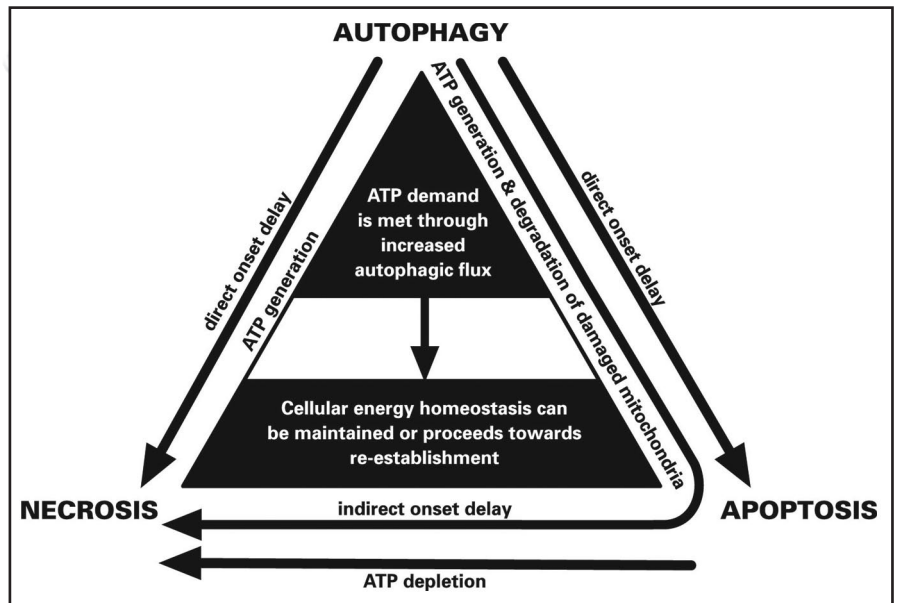 AUTOPHAGY
direct onset delay
ATP generation
ATP demand
is met through
increased
autophagic flux
ATP generation & degradation of damaged mitochondria
direct onset delay
Cellular energy homeostasis can
be maintained or proceeds towards
re-establishment
NECROSIS
indirect onset delay
APOPTOSIS
ATP depletion